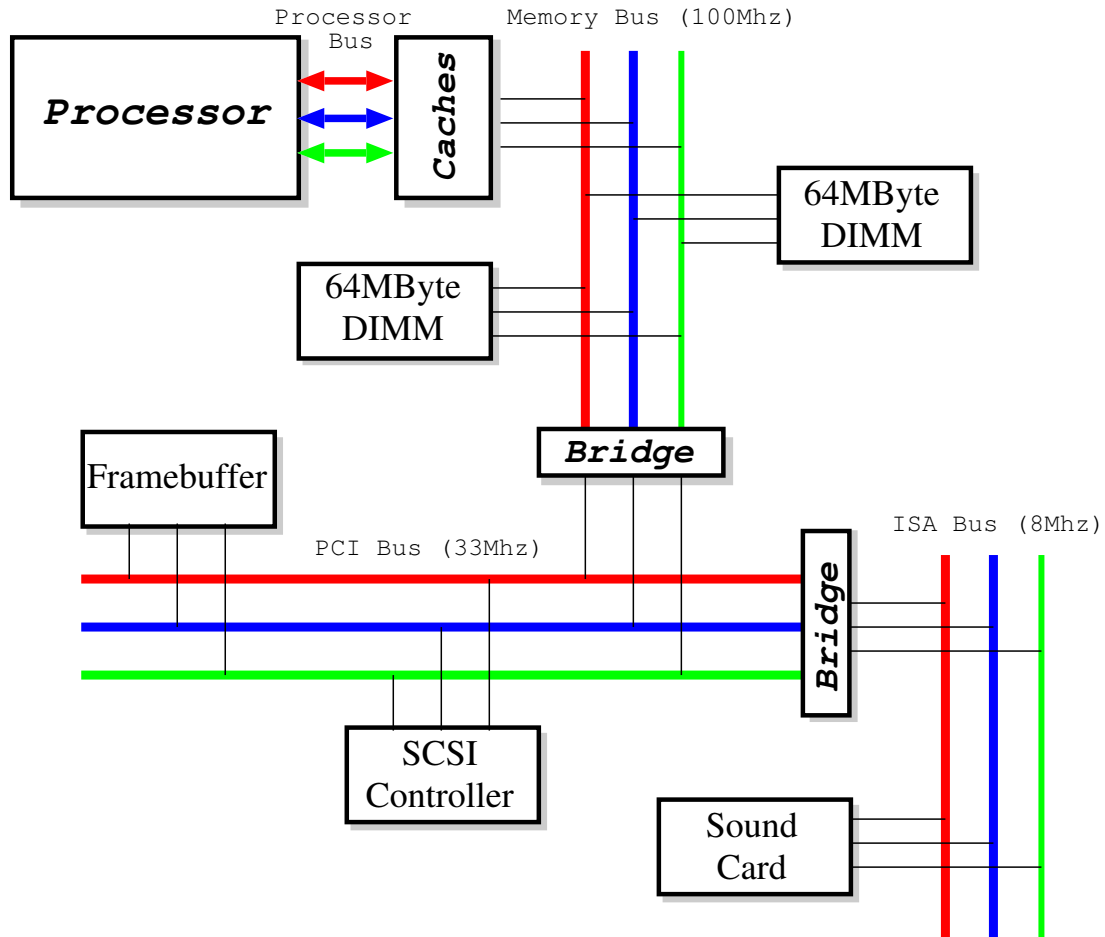 Processor
Bus
Memory Bus (100Mhz)
Processor
Caches
64MByte
DIMM
64MByte
DIMM
Bridge
Framebuffer
PCI Bus (33Mhz)
ISA Bus (8Mhz)
Bridge
SCSI
Controller
Sound
Card